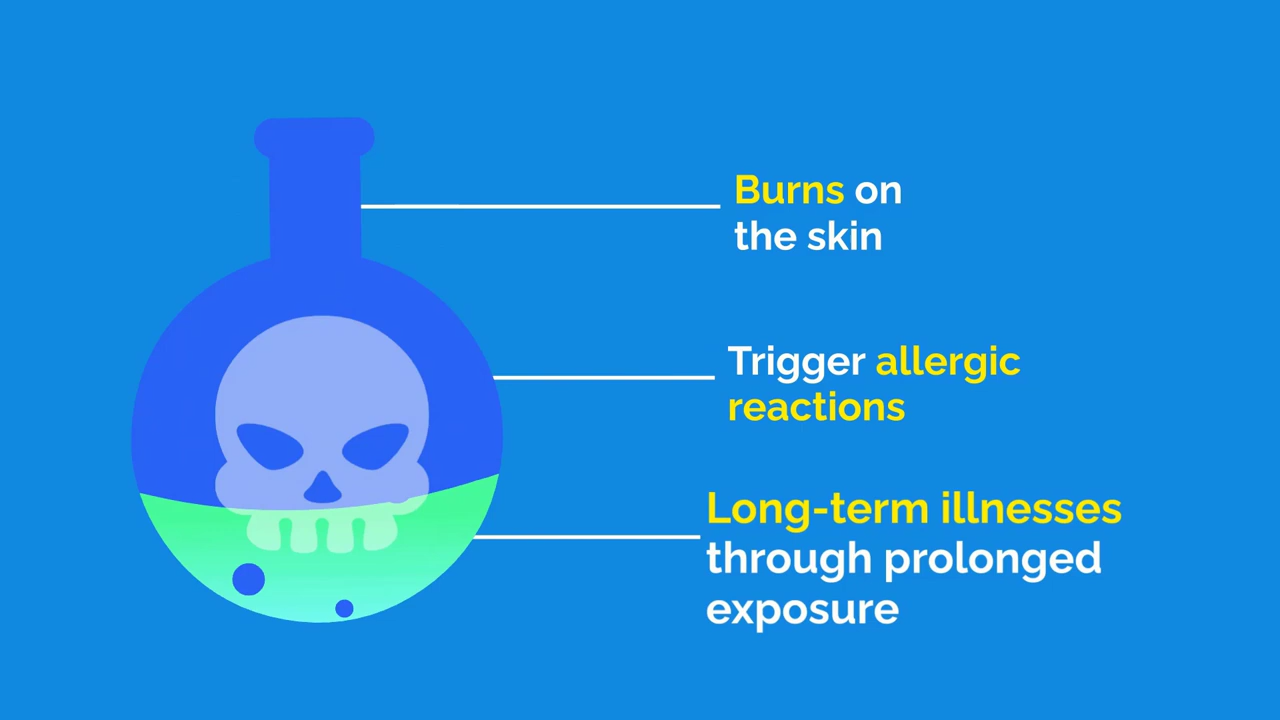 Burns on
the skin
Trigger allergic
reactions
Long-term illnesses
through prolonged
exposure